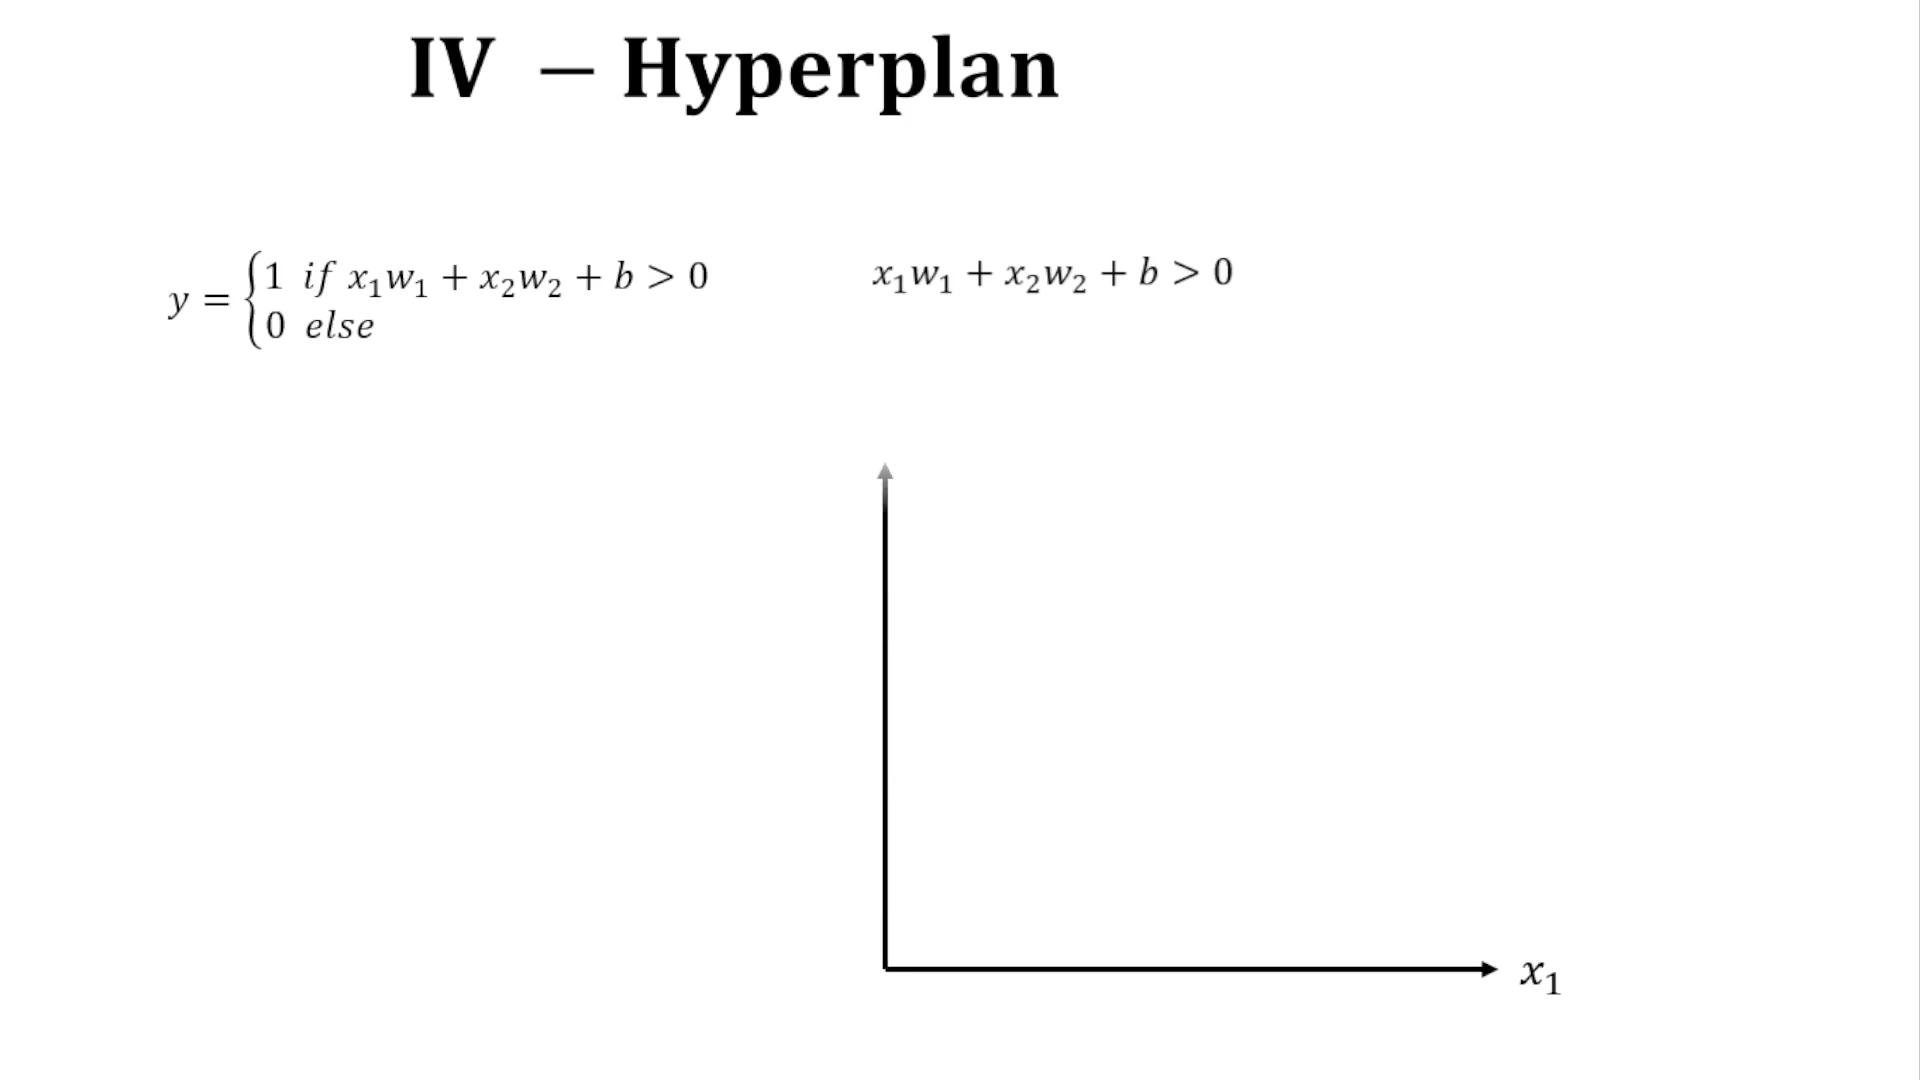 IV – Hyperplan
y = {1 if x₁w₁ + x₂w₂ + b > 0
0 else
x₁w₁ + x₂w₂ + b > 0
x₁